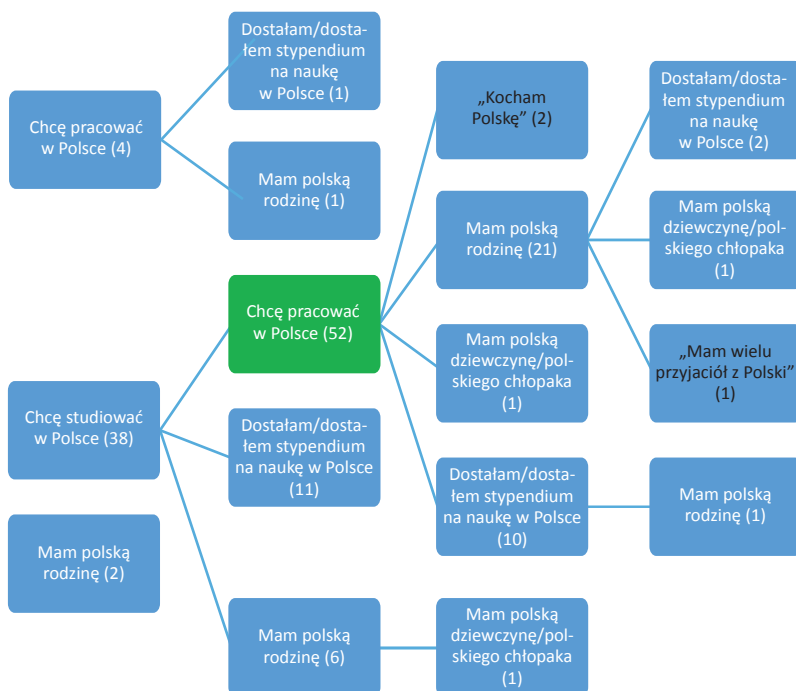 Chcę pracować
w Polsce (4)
Dostałam/dosta-
łem stypendium
na naukę
w Polsce (1)
Mam polską
rodzinę (1)
Chcę studiować
w Polsce (38)
Chcę pracować
w Polsce (52)
„Kocham
Polskę” (2)
Mam polską
rodzinę (21)
Dostałam/dosta-
łem stypendium
na naukę
w Polsce (2)
Mam polską
dziewczynę/pol-
skiego chłopaka
(1)
„Mam wielu
przyjaciół z Polski”
(1)
Mam polską
dziewczynę/pol-
skiego chłopaka
(1)
Dostałam/dosta-
łem stypendium
na naukę w Polsce
(10)
Mam polską
rodzinę (1)
Dostałam/dosta-
łem stypendium
na naukę w Polsce
(11)
Mam polską
rodzinę (6)
Mam polską
dziewczynę/pol-
skiego chłopaka
(1)
Mam polską
rodzinę (2)